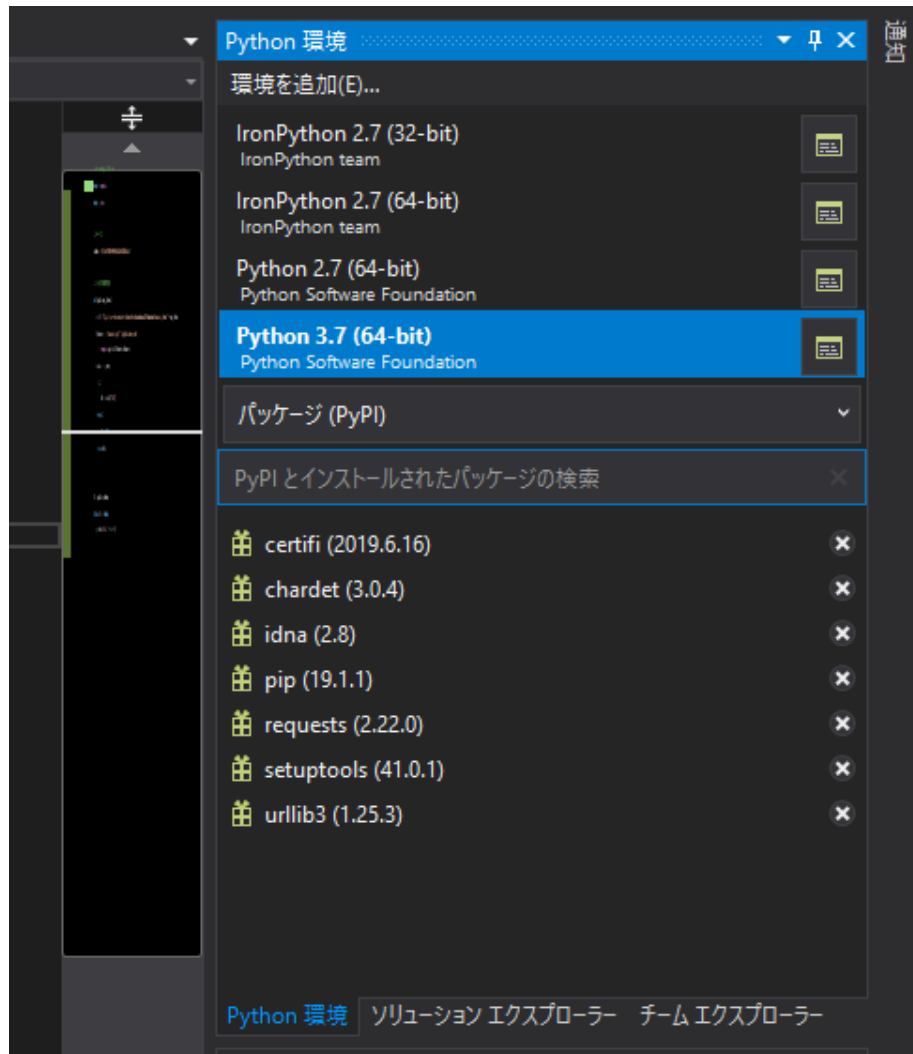 Python 環境
通知
環境を追加(E)...
IronPython 2.7 (32-bit)
IronPython team
IronPython 2.7 (64-bit)
IronPython team
Python 2.7 (64-bit)
Python Software Foundation
Python 3.7 (64-bit)
Python Software Foundation
パッケージ (PyPI)
PyPI とインストールされたパッケージの検索
certifi (2019.6.16)
chardet (3.0.4)
idna (2.8)
pip (19.1.1)
requests (2.22.0)
setuptools (41.0.1)
urllib3 (1.25.3)
Python 環境 ソリューション エクスプローラー チーム エクスプローラー